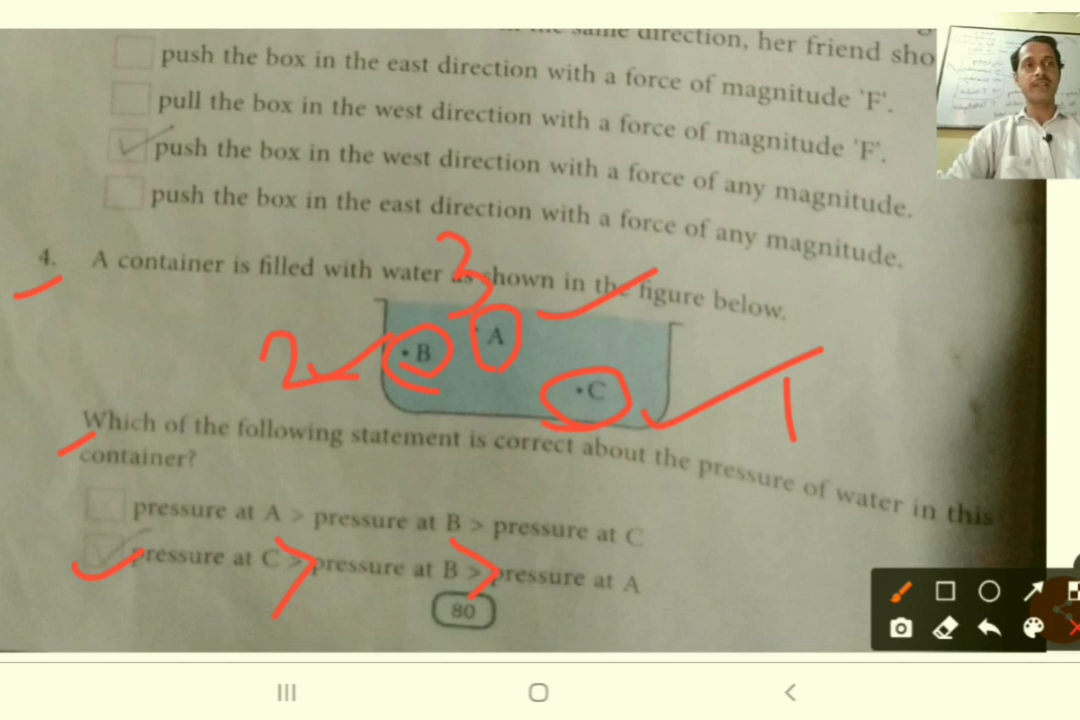 same direction, her friend sho
push the box in the east direction with a force of magnitude 'F'.
pull the box in the west direction with a force of magnitude 'F'.
push the box in the west direction with a force of any magnitude.
push the box in the east direction with a force of any magnitude.
4. A container is filled with water as shown in the figure below.
3
A
2
B
C
1
Which of the following statement is correct about the pressure of water in this
container?
pressure at A > pressure at B > pressure at C
pressure at C > pressure at B > pressure at A
80